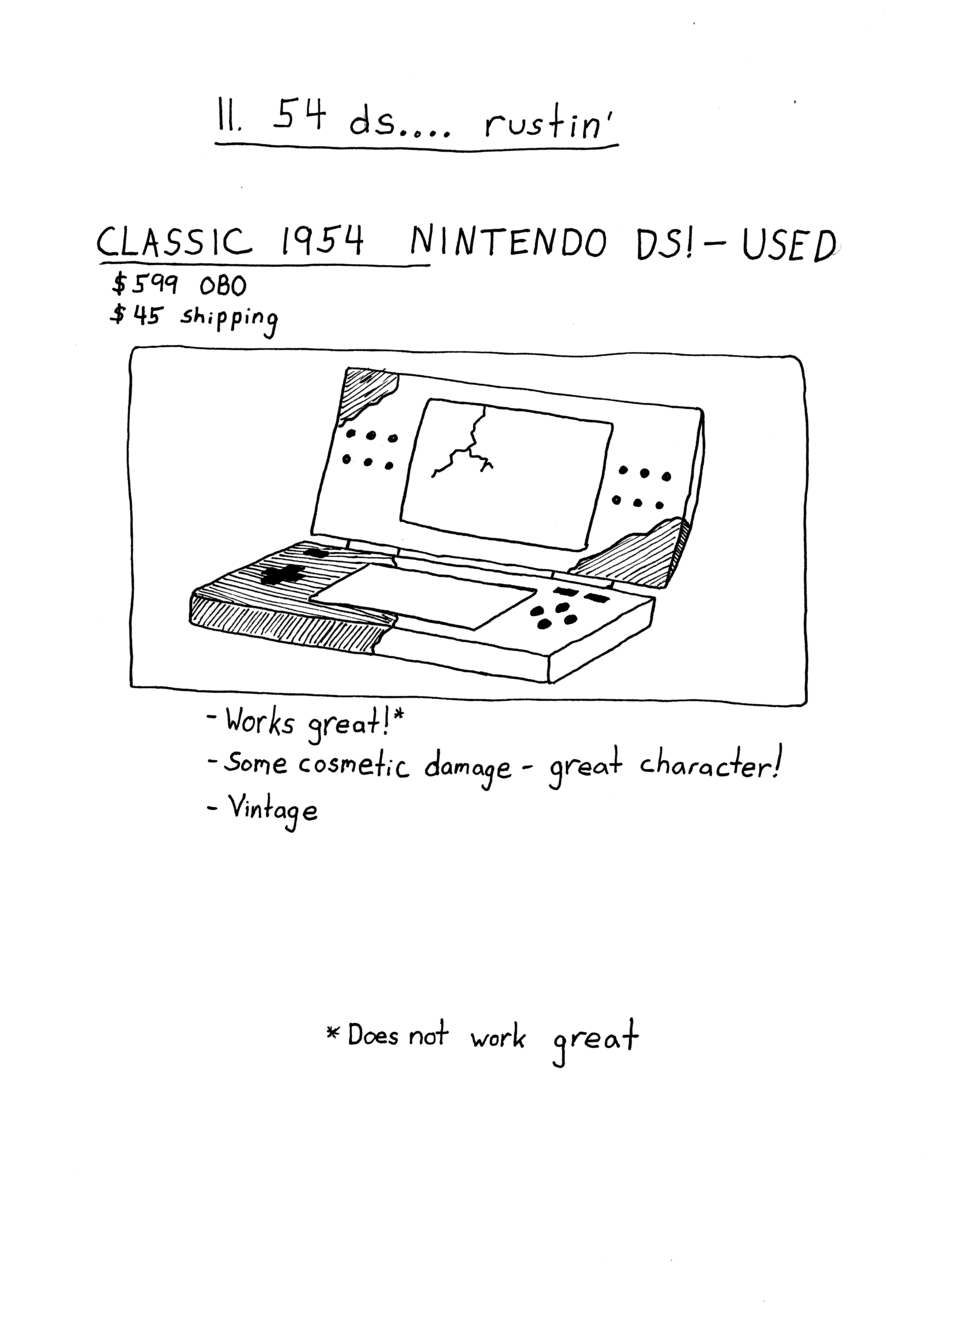 11. 54 ds.... rustin'
CLASSIC 1954 NINTENDO DS! - USED
$599 OBO
$45 shipping
- Works great!*
- Some cosmetic damage - great character!
- Vintage
* Does not work great